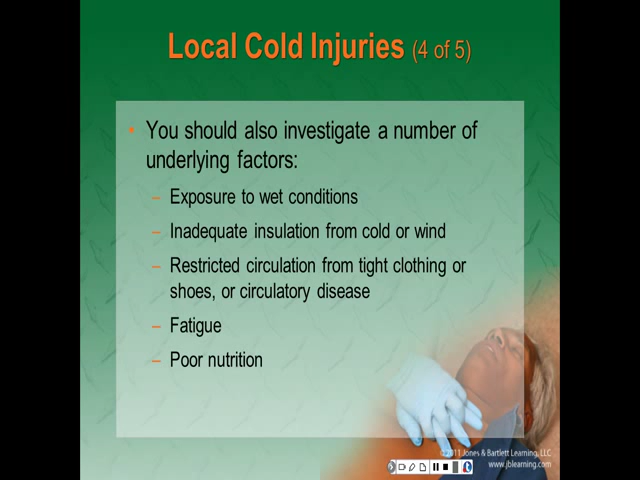 Local Cold Injuries (4 of 5)
• You should also investigate a number of
underlying factors:
– Exposure to wet conditions
– Inadequate insulation from cold or wind
– Restricted circulation from tight clothing or
shoes, or circulatory disease
– Fatigue
– Poor nutrition
© 2011 Jones & Bartlett Learning, LLC
www.jblearning.com